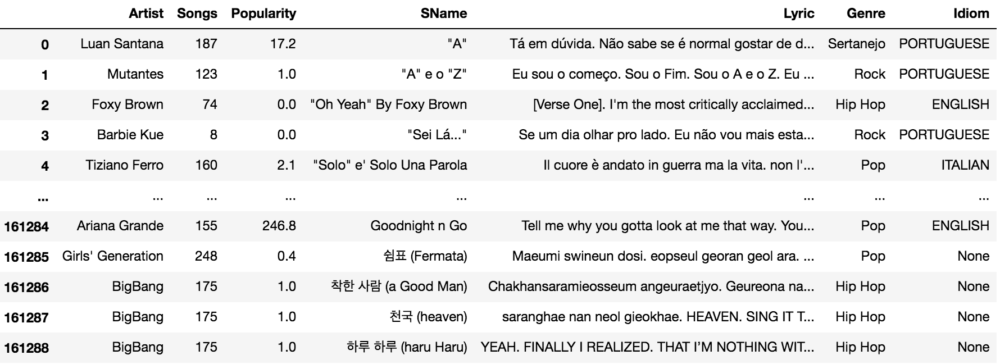 Artist Songs Popularity SName Lyric Genre Idiom
0 Luan Santana 187 17.2 "A" Tá em dúvida. Não sabe se é normal gostar de d... Sertanejo PORTUGUESE
1 Mutantes 123 1.0 "A" e o "Z" Eu sou o começo. Sou o Fim. Sou o A e o Z. Eu ... Rock PORTUGUESE
2 Foxy Brown 74 0.0 "Oh Yeah" By Foxy Brown [Verse One]. I'm the most critically acclaimed... Hip Hop ENGLISH
3 Barbie Kue 8 0.0 "Sei Lá..." Se um dia olhar pro lado. Eu não vou mais esta... Rock PORTUGUESE
4 Tiziano Ferro 160 2.1 "Solo" e' Solo Una Parola Il cuore è andato in guerra ma la vita. non l'... Pop ITALIAN
... ... ... ... ... ... ... ...
161284 Ariana Grande 155 246.8 Goodnight n Go Tell me why you gotta look at me that way. You... Pop ENGLISH
161285 Girls' Generation 248 0.4 쉼표 (Fermata) Maeumi swineun dosi. eopseul georan geol ara. ... Pop None
161286 BigBang 175 1.0 착한 사람 (a Good Man) Chakhansaramieosseum angeuraetjyo. Geureona na... Hip Hop None
161287 BigBang 175 1.0 천국 (heaven) saranghae nan neol gieokhae. HEAVEN. SING IT T... Hip Hop None
161288 BigBang 175 1.0 하루 하루 (haru Haru) YEAH. FINALLY I REALIZED. THAT I’M NOTHING WIT... Hip Hop None